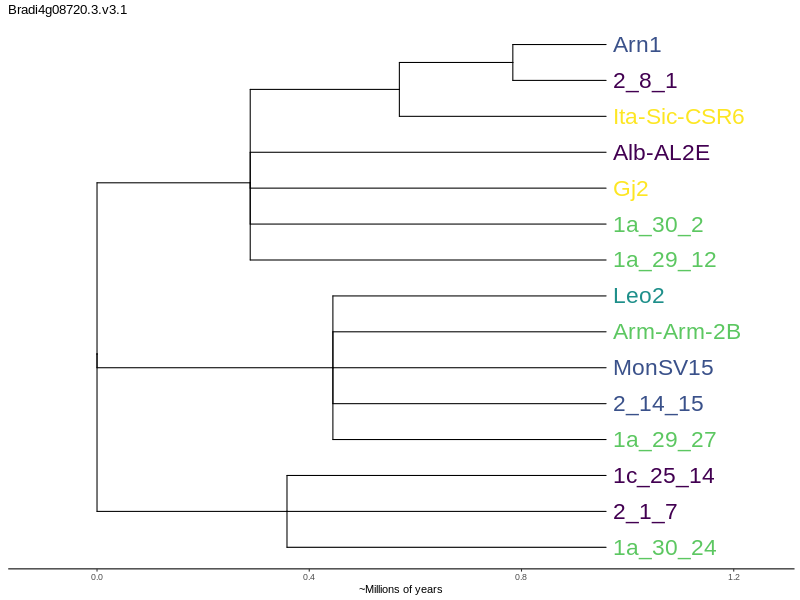 Bradi4g08720.3.v3.1
Arn1
2_8_1
Ita-Sic-CSR6
Alb-AL2E
Gj2
1a_30_2
1a_29_12
Leo2
Arm-Arm-2B
MonSV15
2_14_15
1a_29_27
1c_25_14
2_1_7
1a_30_24
0.0 0.4 0.8 1.2
~Millions of years